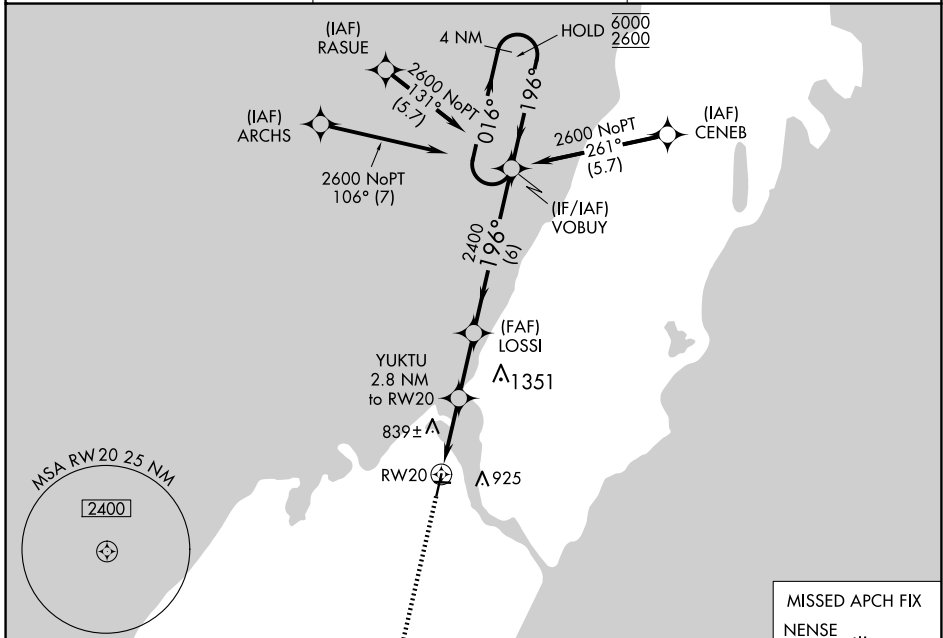 (IAF)
RASUE
4 NM
HOLD
6000
2600
2600 NoPT
131°
(5.7)
016°
196°
(IAF)
ARCHS
2600 NoPT
106° (7)
2600 NoPT
261°
(5.7)
(IAF)
CENEB
(IF/IAF)
VOBUY
2400
196°
(6)
(FAF)
LOSSI
YUKTU
2.8 NM
to RW20
1351
839±
RW20
925
MSA RW20 25 NM
2400
MISSED APCH FIX
NENSE